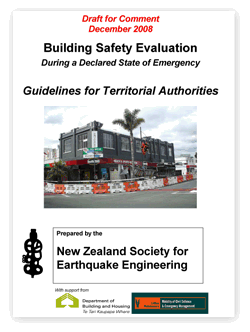 Draft for Comment
December 2008
Building Safety Evaluation
During a Declared State of Emergency
Guidelines for Territorial Authorities
Prepared by the
New Zealand Society for
Earthquake Engineering
With support from
Department of
Building and Housing
Te Tari Kaupapa Whare
Ministry of Civil Defence
& Emergency Management